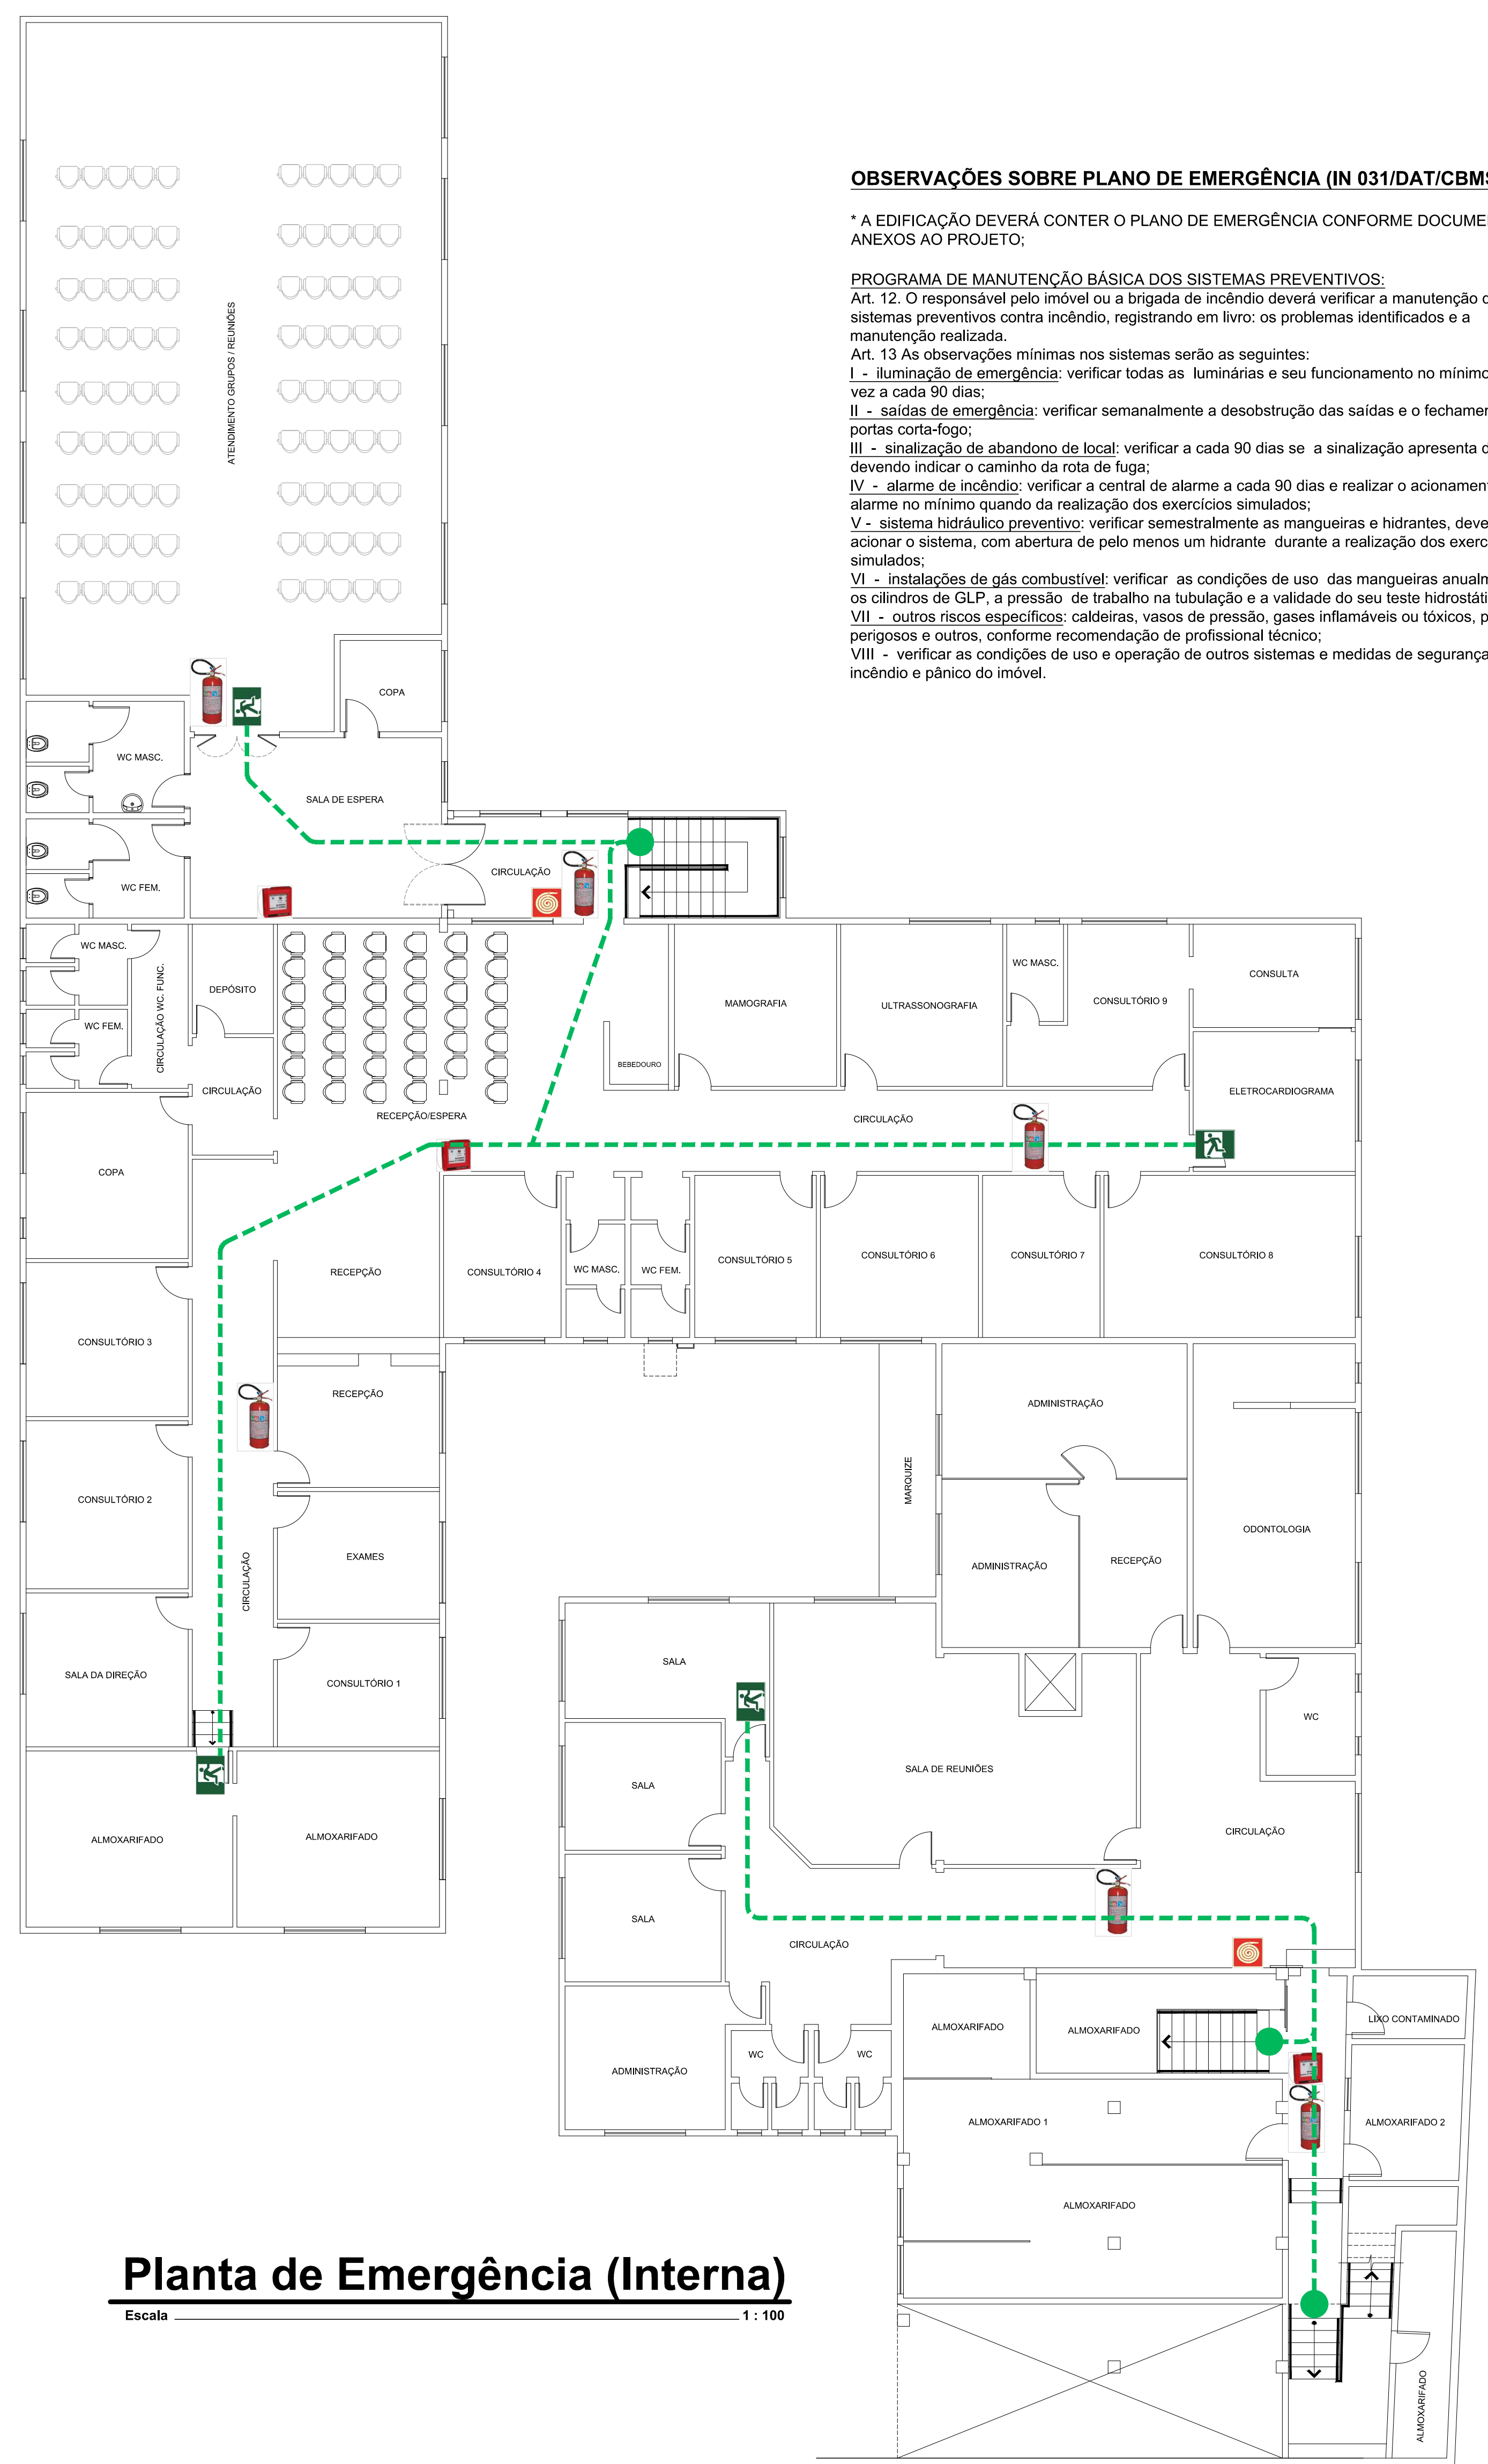 OBSERVAÇÕES SOBRE PLANO DE EMERGÊNCIA (IN 031/DAT/CBMS
* A EDIFICAÇÃO DEVERÁ CONTER O PLANO DE EMERGÊNCIA CONFORME DOCUME
ANEXOS AO PROJETO;
PROGRAMA DE MANUTENÇÃO BÁSICA DOS SISTEMAS PREVENTIVOS:
Art. 12. O responsável pelo imóvel ou a brigada de incêndio deverá verificar a manutenção d
sistemas preventivos contra incêndio, registrando em livro: os problemas identificados e a
manutenção realizada.
Art. 13 As observações mínimas nos sistemas serão as seguintes:
I - iluminação de emergência: verificar todas as luminárias e seu funcionamento no mínimo
vez a cada 90 dias;
II - saídas de emergência: verificar semanalmente a desobstrução das saídas e o fechamen
portas corta-fogo;
III - sinalização de abandono de local: verificar a cada 90 dias se a sinalização apresenta d
devendo indicar o caminho da rota de fuga;
IV - alarme de incêndio: verificar a central de alarme a cada 90 dias e realizar o acionament
alarme no mínimo quando da realização dos exercícios simulados;
V - sistema hidráulico preventivo: verificar semestralmente as mangueiras e hidrantes, deve
acionar o sistema, com abertura de pelo menos um hidrante durante a realização dos exerc
simulados;
VI - instalações de gás combustível: verificar as condições de uso das mangueiras anualm
os cilindros de GLP, a pressão de trabalho na tubulação e a validade do seu teste hidrostáti
VII - outros riscos específicos: caldeiras, vasos de pressão, gases inflamáveis ou tóxicos, p
perigosos e outros, conforme recomendação de profissional técnico;
VIII - verificar as condições de uso e operação de outros sistemas e medidas de segurança
incêndio e pânico do imóvel.
ATENDIMENTO GRUPOS / REUNIÕES
COPA
WC MASC.
SALA DE ESPERA
WC FEM.
CIRCULAÇÃO
WC MASC.
CIRCULAÇÃO WC. FUNC.
DEPÓSITO
WC FEM.
CIRCULAÇÃO
RECEPÇÃO/ESPERA
BEBEDOURO
MAMOGRAFIA
ULTRASSONOGRAFIA
WC MASC.
CONSULTÓRIO 9
CONSULTA
ELETROCARDIOGRAMA
CIRCULAÇÃO
COPA
RECEPÇÃO
CONSULTÓRIO 4
WC MASC.
WC FEM.
CONSULTÓRIO 5
CONSULTÓRIO 6
CONSULTÓRIO 7
CONSULTÓRIO 8
CONSULTÓRIO 3
RECEPÇÃO
ADMINISTRAÇÃO
CONSULTÓRIO 2
MARQUIZE
ODONTOLOGIA
EXAMES
CIRCULAÇÃO
ADMINISTRAÇÃO
RECEPÇÃO
SALA DA DIREÇÃO
CONSULTÓRIO 1
SALA
WC
SALA DE REUNIÕES
SALA
ALMOXARIFADO
ALMOXARIFADO
CIRCULAÇÃO
SALA
CIRCULAÇÃO
ADMINISTRAÇÃO
WC
WC
ALMOXARIFADO
ALMOXARIFADO
LIXO CONTAMINADO
ALMOXARIFADO 1
ALMOXARIFADO 2
ALMOXARIFADO
ALMOXARIFADO
Planta de Emergência (Interna)
Escala 1 : 100